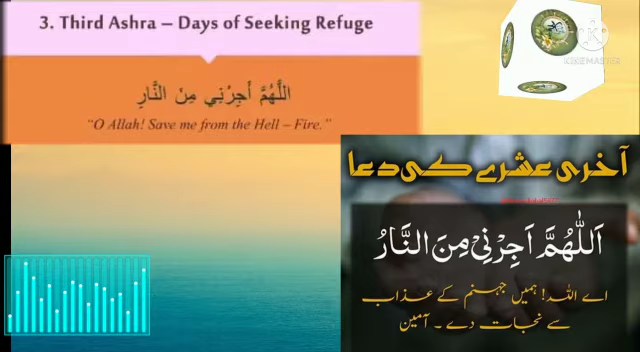 3. Third Ashra – Days of Seeking Refuge
اللَّهُمَّ أَجِرْنِي مِنَ النَّارِ
“O Allah! Save me from the Hell – Fire.”
KINEMASTER
آخری عشرے کی دعا
اَللّٰهُمَّ اَجِرْنِیْ مِنَ النَّارُ
اے اللہ! ہمیں جہنم کے عذاب
سے نجات دے۔ آمین